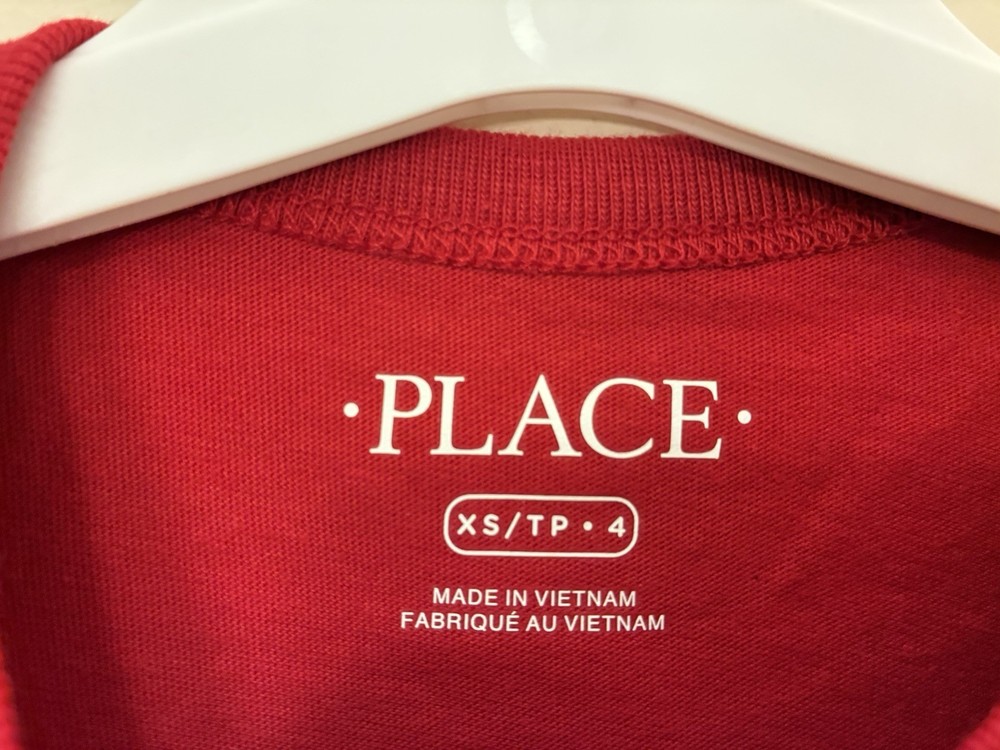 ·PLACE·
XS/TP • 4
MADE IN VIETNAM
FABRIQUÉ AU VIETNAM